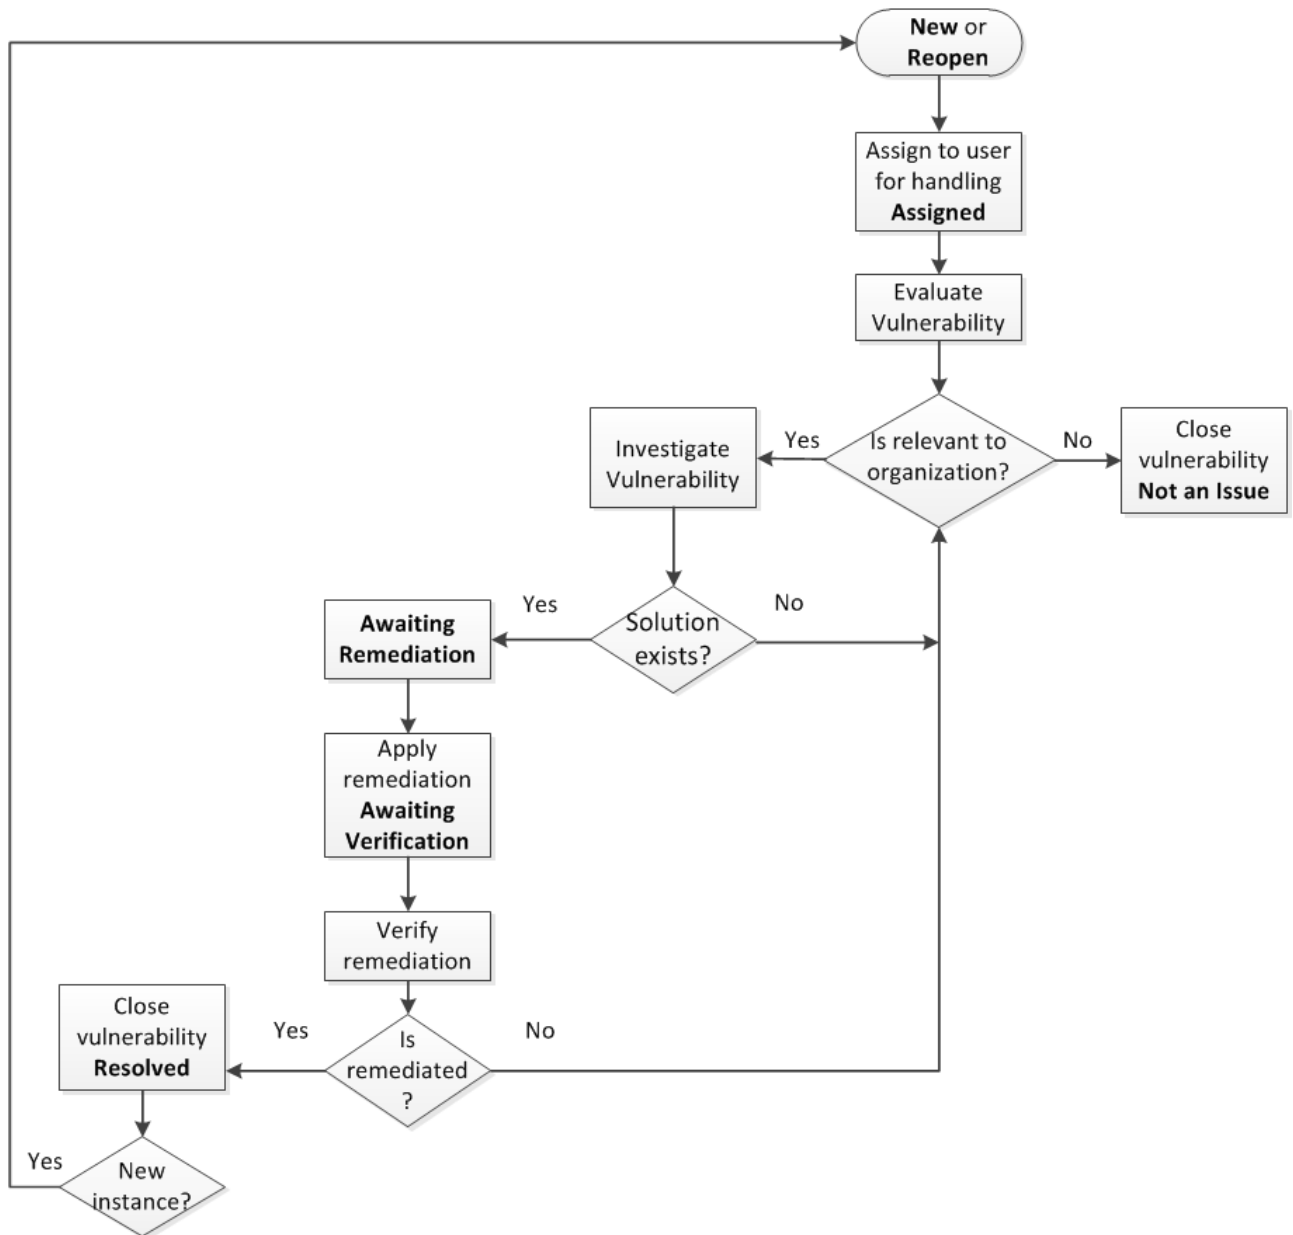 New or
Reopen
Assign to user
for handling
Assigned
Evaluate
Vulnerability
Investigate
Vulnerability
Yes
Is relevant to
organization?
No
Close
vulnerability
Not an Issue
Awaiting
Remediation
Yes
Solution
exists?
No
Apply
remediation
Awaiting
Verification
Verify
remediation
Close
vulnerability
Resolved
Yes
Is
remediated
?
No
Yes
New
instance?